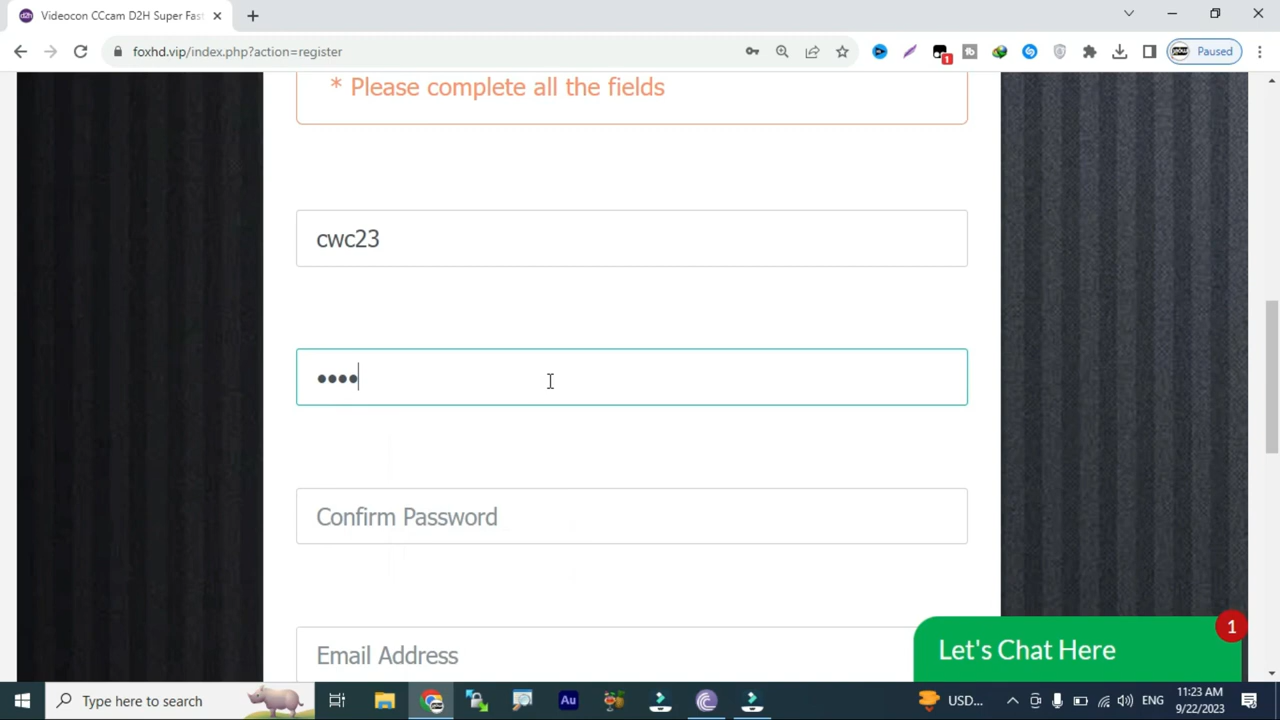 Videocon CCcam D2H Super Fast
foxhd.vip/index.php?action=register
Paused
1
* Please complete all the fields
cwc23
••••
Confirm Password
Email Address
Let's Chat Here
1
Type here to search
Au
USD...
ENG
11:23 AM
9/22/2023